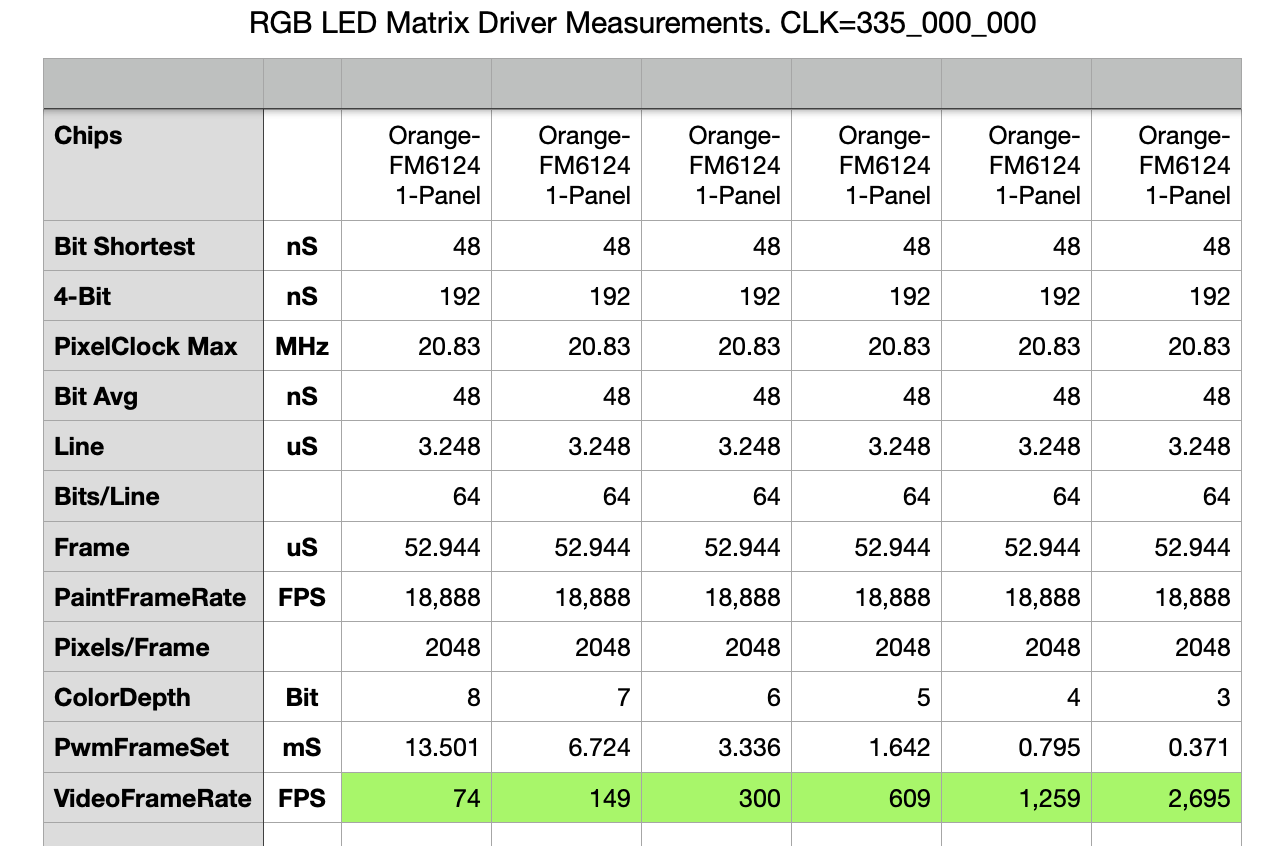 RGB LED Matrix Driver Measurements. CLK=335_000_000
Chips Orange-FM6124 1-Panel Orange-FM6124 1-Panel Orange-FM6124 1-Panel Orange-FM6124 1-Panel Orange-FM6124 1-Panel Orange-FM6124 1-Panel
Bit Shortest nS 48 48 48 48 48 48
4-Bit nS 192 192 192 192 192 192
PixelClock Max MHz 20.83 20.83 20.83 20.83 20.83 20.83
Bit Avg nS 48 48 48 48 48 48
Line uS 3.248 3.248 3.248 3.248 3.248 3.248
Bits/Line 64 64 64 64 64 64
Frame uS 52.944 52.944 52.944 52.944 52.944 52.944
PaintFrameRate FPS 18,888 18,888 18,888 18,888 18,888 18,888
Pixels/Frame 2048 2048 2048 2048 2048 2048
ColorDepth Bit 8 7 6 5 4 3
PwmFrameSet mS 13.501 6.724 3.336 1.642 0.795 0.371
VideoFrameRate FPS 74 149 300 609 1,259 2,695